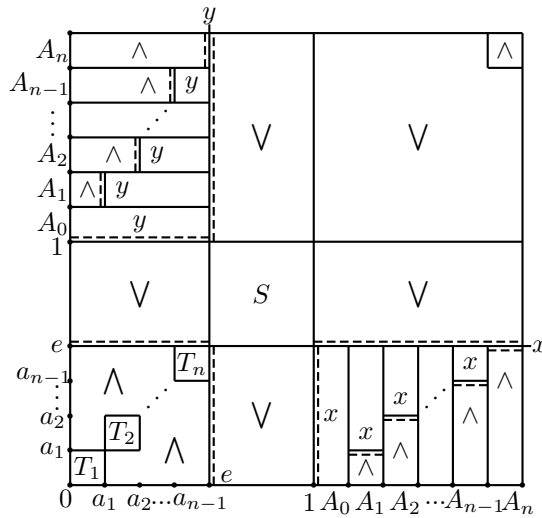 y
A_n ∧ ∧
A_{n−1} ∧ y
⋮ ⋰ ∨ ∨
A_2 ∧ y
A_1 ∧ y
A_0 y
1
∨ S ∨
e x
a_{n−1} ∧ T_n x ∧
⋮ ⋰ ⋰
a_2 T_2 ∨ x x ∧
a_1 ∧ x ∧
T_1 e ∧
0 a_1 a_2 ... a_{n−1} 1 A_0 A_1 A_2 ... A_{n−1} A_n